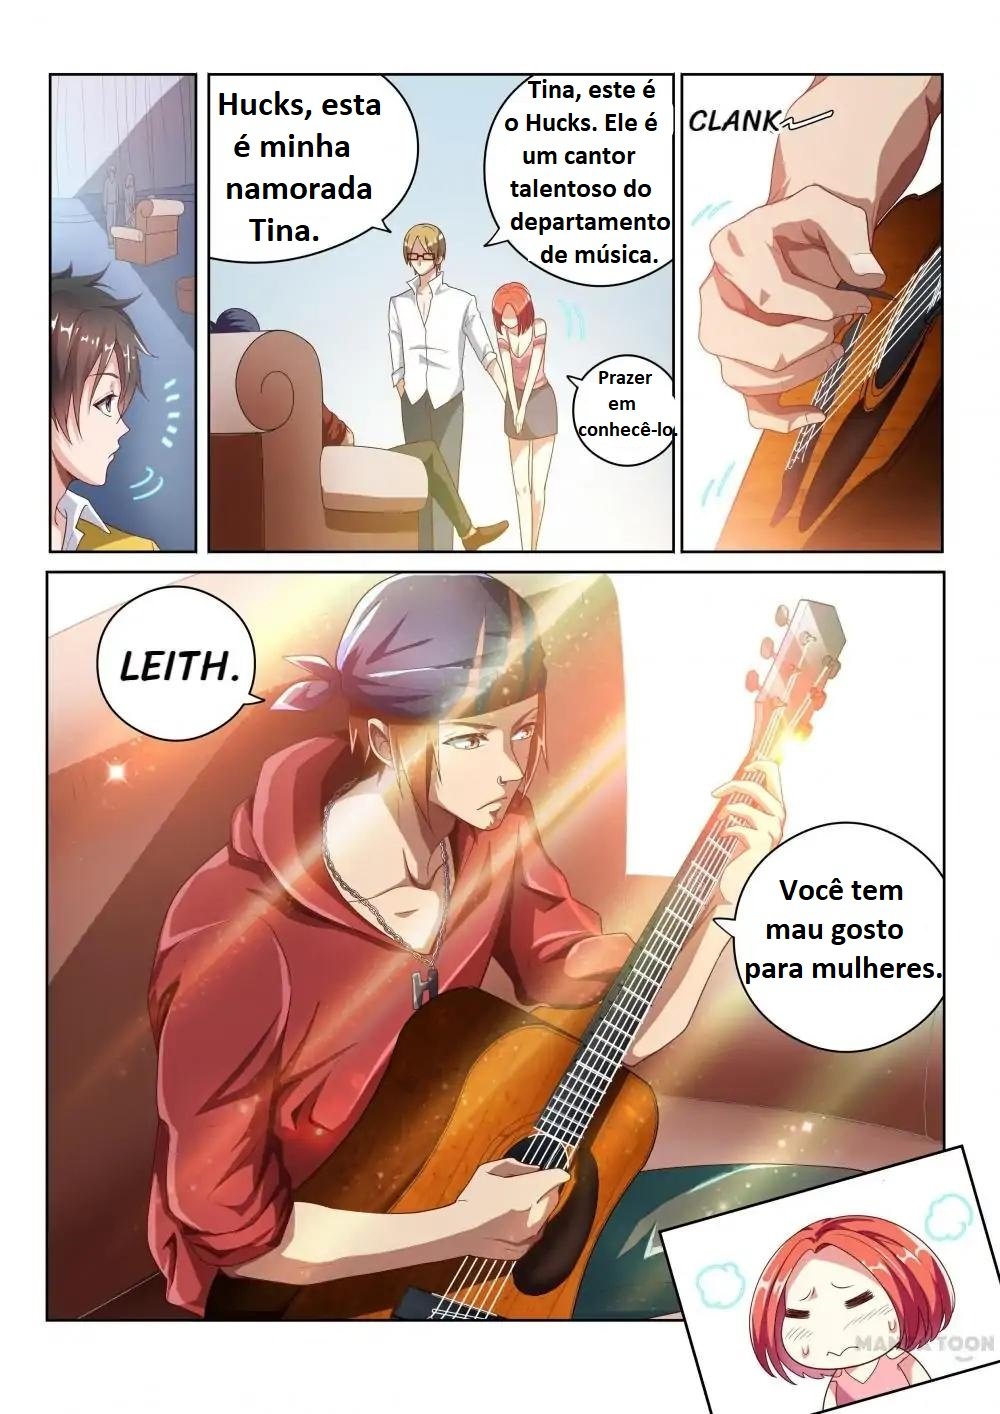 Hucks, esta
é minha
namorada
Tina.
Tina, este é
o Hucks. Ele é
um cantor
talentoso do
departamento
de música.
Prazer
em
conhecê-lo.
CLANK
LEITH.
Você tem
mau gosto
para mulheres.
H
MANGATOON